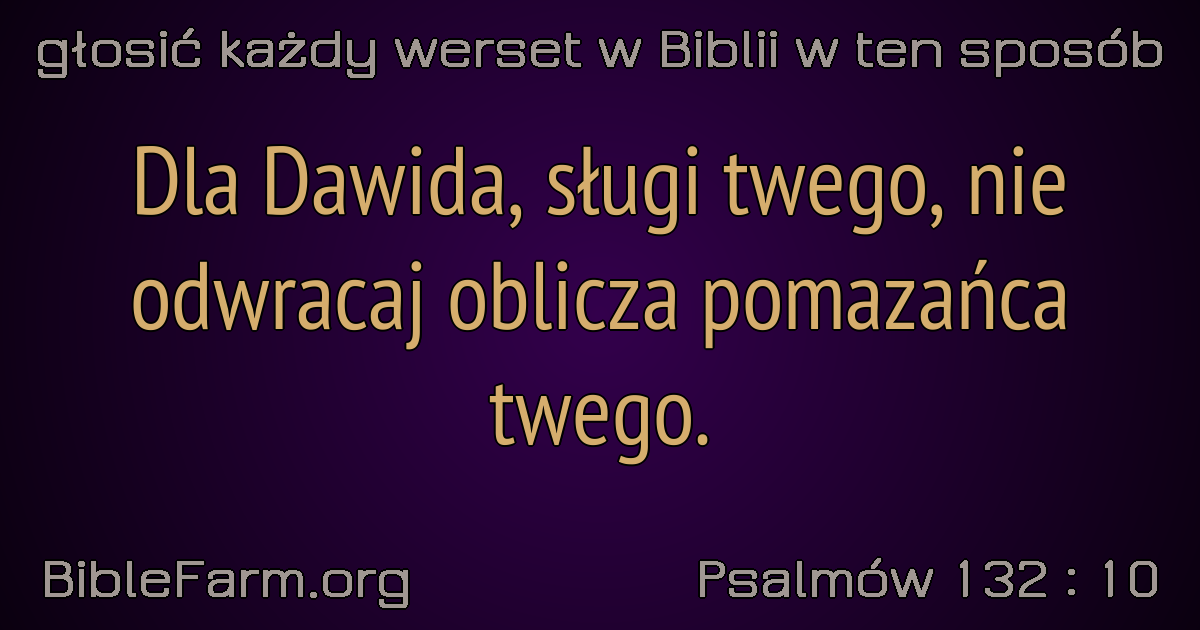 głosić każdy werset w Biblii w ten sposób
Dla Dawida, sługi twego, nie
odwracaj oblicza pomazańca
twego.
BibleFarm.org
Psalmów 132 : 10